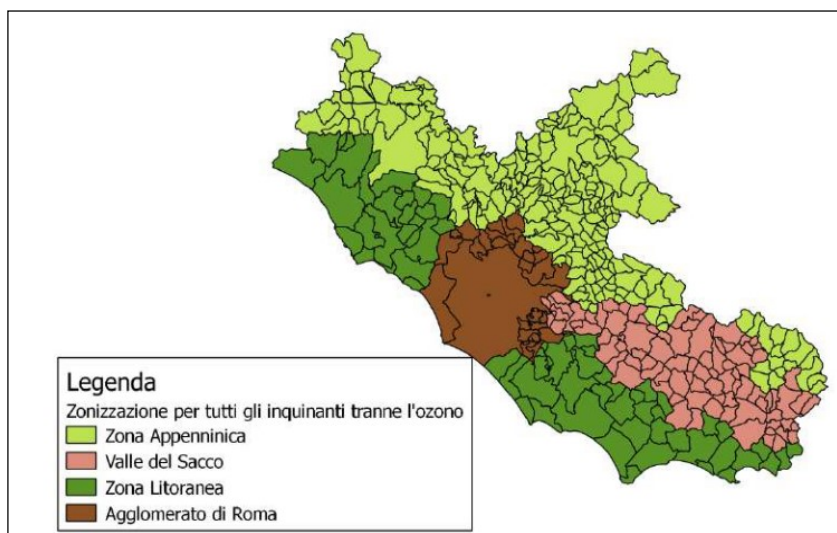 Legenda
Zonizzazione per tutti gli inquinanti tranne l'ozono
Zona Appenninica
Valle del Sacco
Zona Litoranea
Agglomerato di Roma